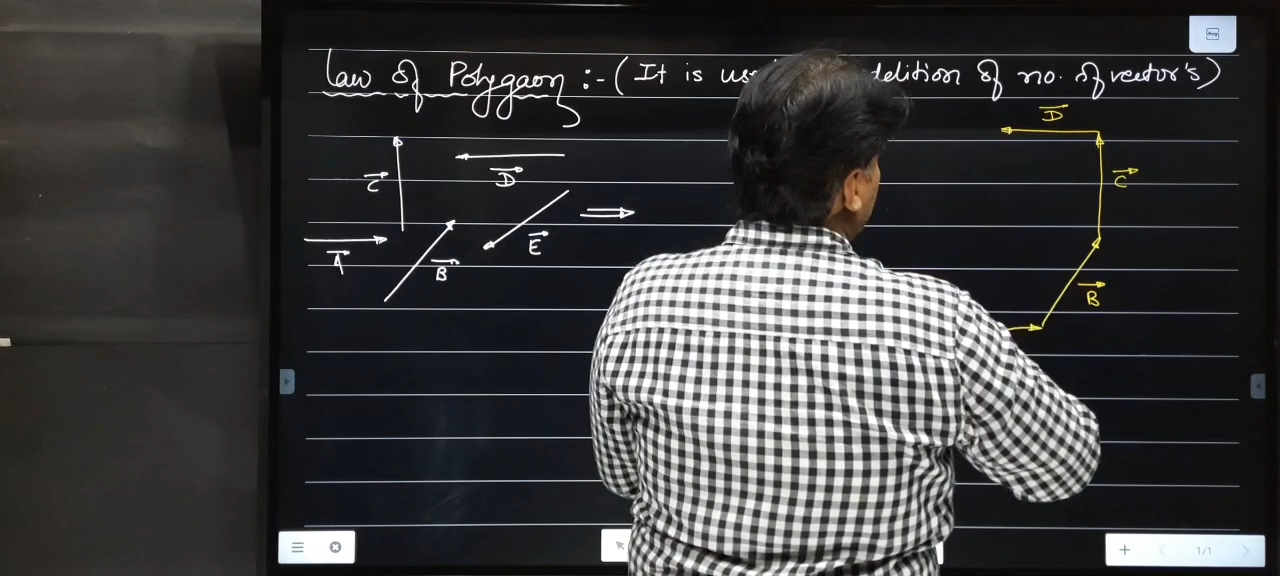 Law of Polygaon :- ( It is us delition of no. of vector's )
D
C
D
C
A
B
E
B
1/1